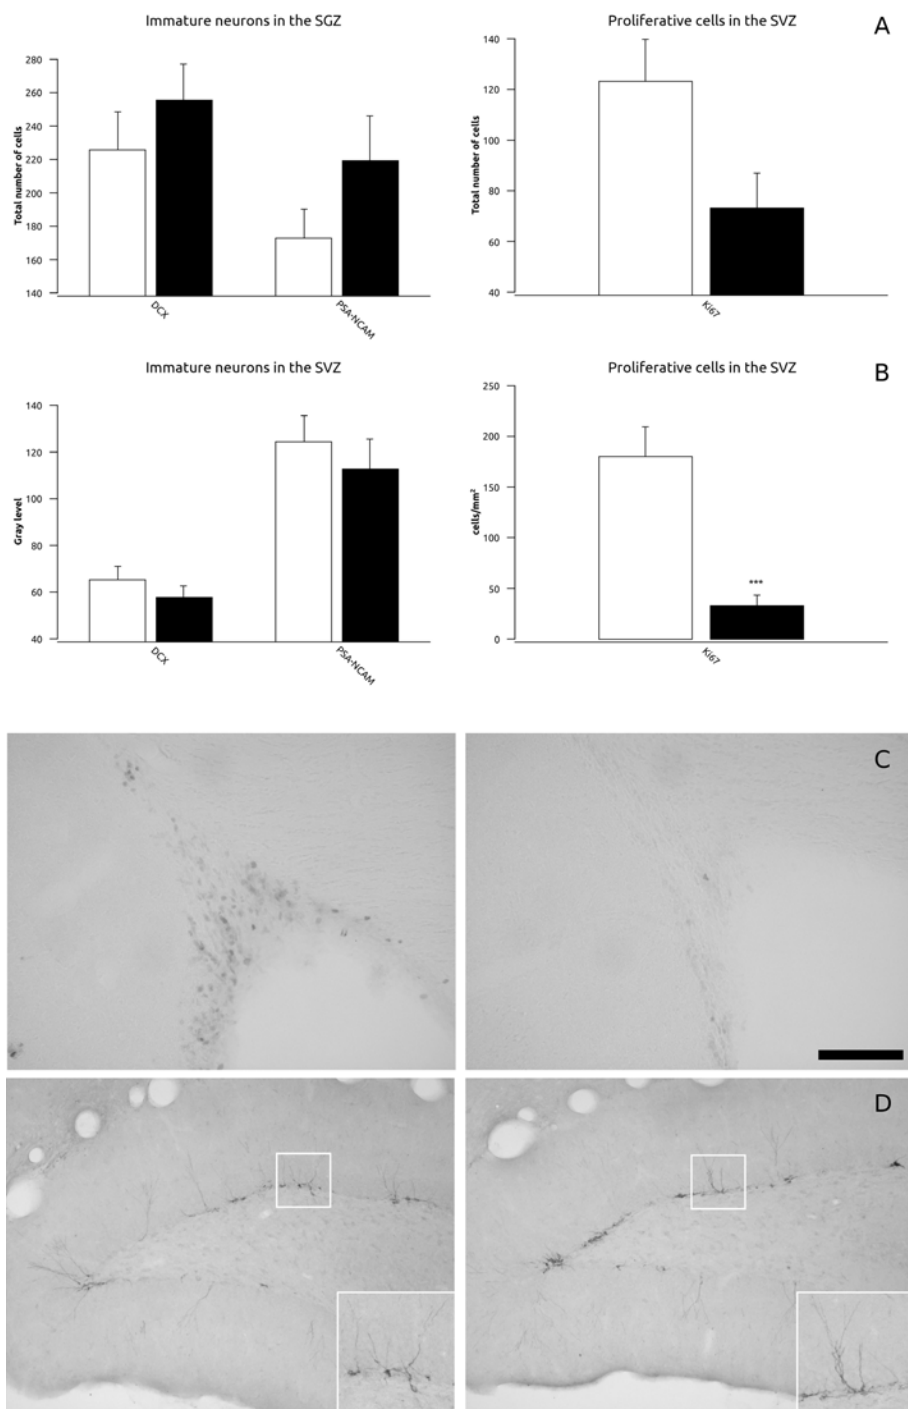 Immature neurons in the SGZ
Proliferative cells in the SVZ
A
Total number of cells
280
260
240
220
200
180
160
140
DCX
PSA-NCAM
Total number of cells
140
120
100
80
60
40
Ki67
Immature neurons in the SVZ
Proliferative cells in the SVZ
B
Gray level
140
120
100
80
60
40
DCX
PSA-NCAM
cells/mm²
250
200
150
100
50
0
***
Ki67
C
D